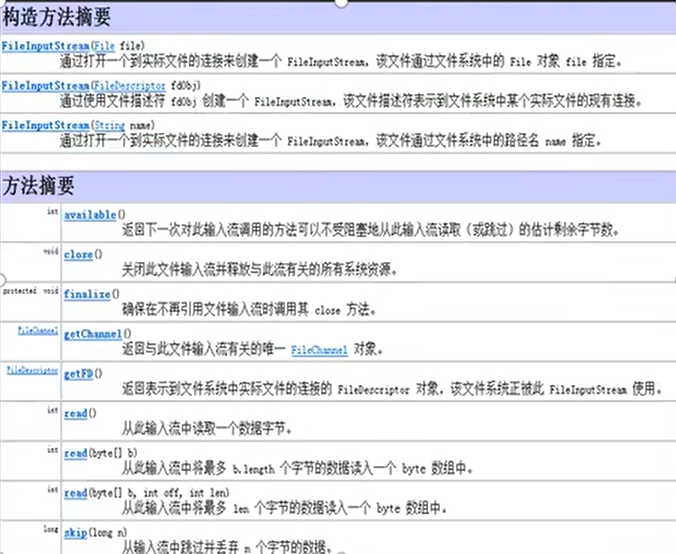 构造方法摘要
FileInputStream(File file)
通过打开一个到实际文件的连接来创建一个 FileInputStream，该文件通过文件系统中的 File 对象 file 指定。
FileInputStream(FileDescriptor fdObj)
通过使用文件描述符 fdObj 创建一个 FileInputStream，该文件描述符表示到文件系统中某个实际文件的现有连接。
FileInputStream(String name)
通过打开一个到实际文件的连接来创建一个 FileInputStream，该文件通过文件系统中的路径名 name 指定。
方法摘要
int available()
返回下一次对此输入流调用的方法可以不受阻塞地从此输入流读取（或跳过）的估计剩余字节数。
void close()
关闭此文件输入流并释放与此流有关的所有系统资源。
protected void finalize()
确保在不再引用文件输入流时调用其 close 方法。
FileChannel getChannel()
返回与此文件输入流有关的唯一 FileChannel 对象。
FileDescriptor getFD()
返回表示到文件系统中实际文件的连接的 FileDescriptor 对象，该文件系统正被此 FileInputStream 使用。
int read()
从此输入流中读取一个数据字节。
int read(byte[] b)
从此输入流中将最多 b.length 个字节的数据读入一个 byte 数组中。
int read(byte[] b, int off, int len)
从此输入流中将最多 len 个字节的数据读入一个 byte 数组中。
long skip(long n)
从输入流中跳过并丢弃 n 个字节的数据。